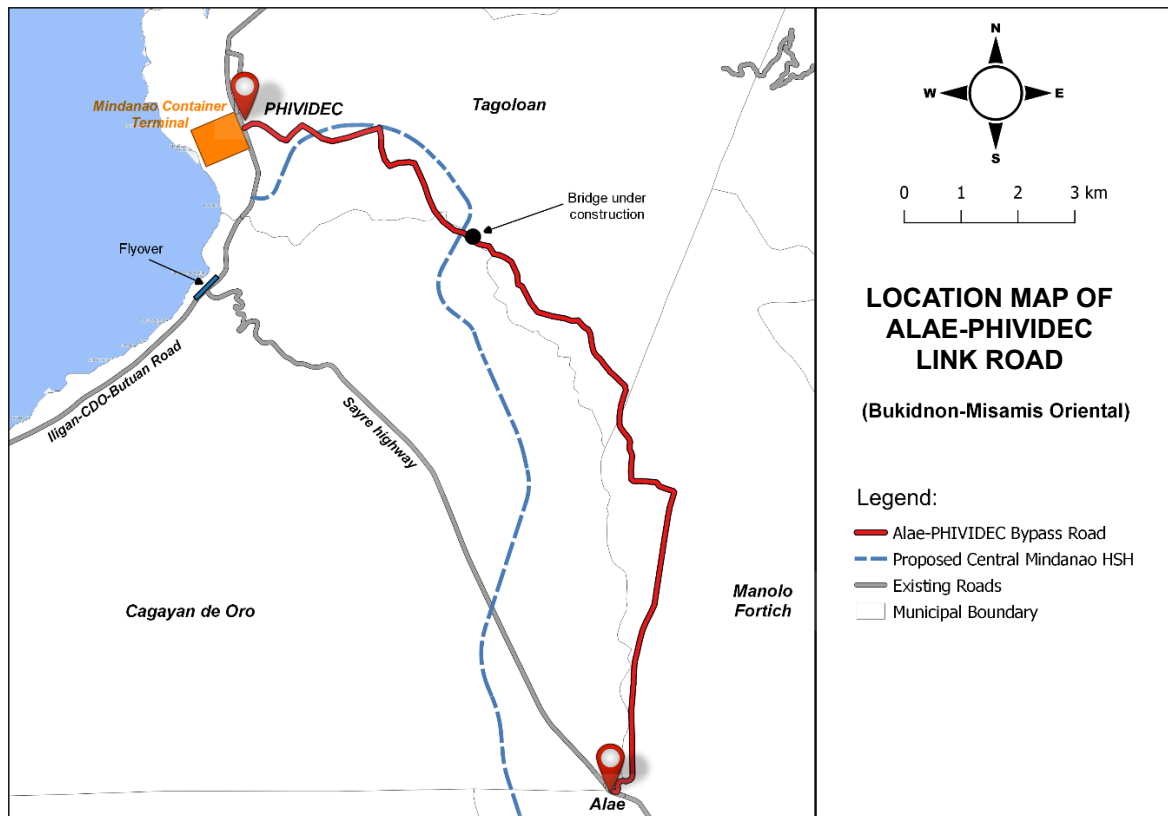 Mindanao Container
Terminal
PHIVIDEC
Tagoloan
Bridge under
construction
Flyover
Iligan-CDO-Butuan Road
Sayre highway
Cagayan de Oro
Manolo
Fortich
Alae
N
W
E
S
0 1 2 3 km
LOCATION MAP OF
ALAE-PHIVIDEC
LINK ROAD
(Bukidnon-Misamis Oriental)
Legend:
Alae-PHIVIDEC Bypass Road
Proposed Central Mindanao HSH
Existing Roads
Municipal Boundary